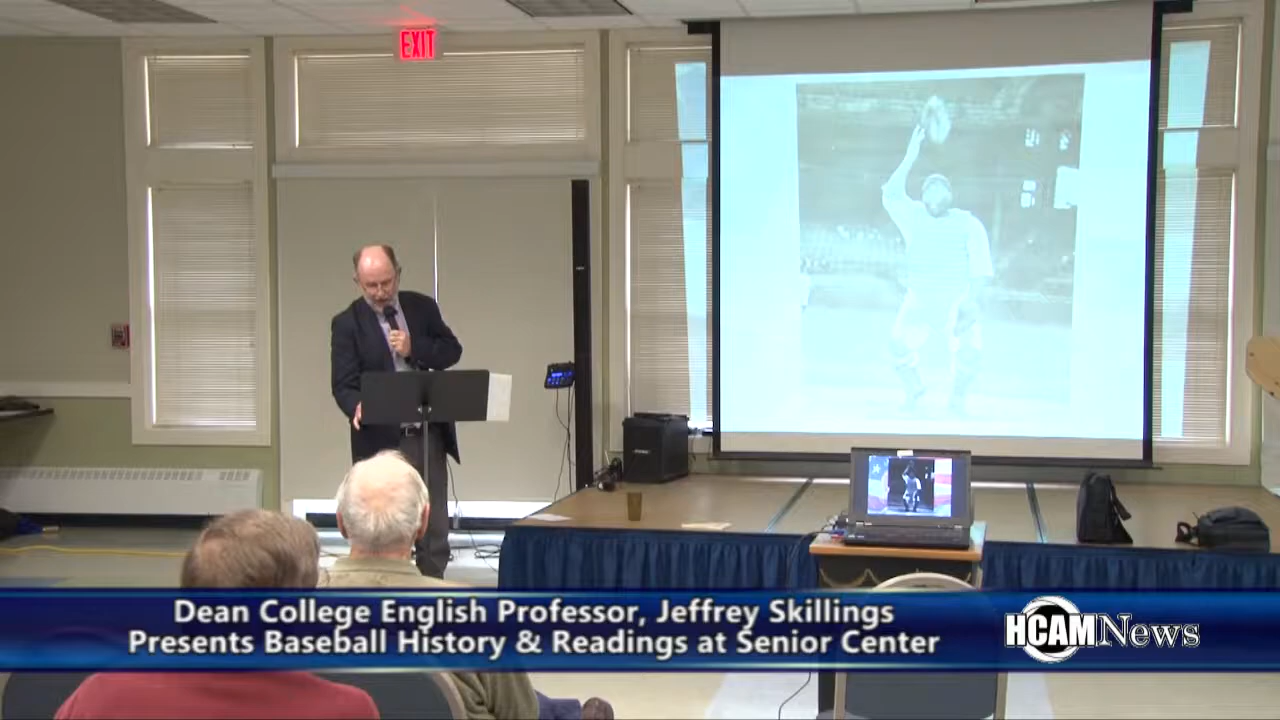 EXIT
Dean College English Professor, Jeffrey Skillings
Presents Baseball History & Readings at Senior Center
HCAMNews